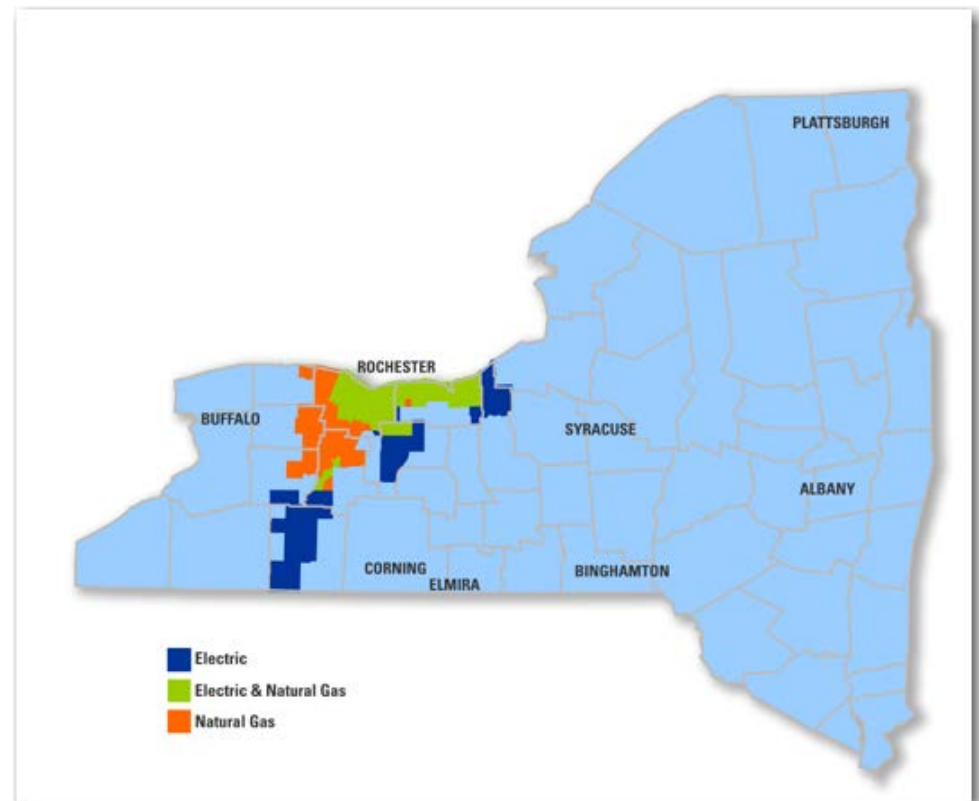 PLATTSBURGH
ROCHESTER
BUFFALO
SYRACUSE
ALBANY
CORNING
ELMIRA
BINGHAMTON
Electric
Electric & Natural Gas
Natural Gas